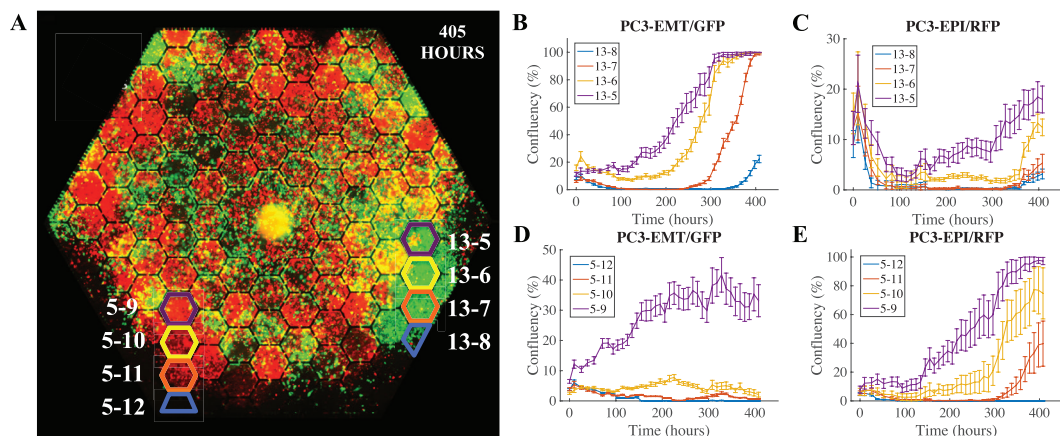 A
405
HOURS
13-5
13-6
13-7
13-8
5-9
5-10
5-11
5-12
B
PC3-EMT/GFP
Confluency (%)
100
80
60
40
20
0
13-8
13-7
13-6
13-5
0 100 200 300 400
Time (hours)
C
PC3-EPI/RFP
Confluency (%)
30
20
10
0
13-8
13-7
13-6
13-5
0 100 200 300 400
Time (hours)
D
PC3-EMT/GFP
Confluency (%)
50
40
30
20
10
0
5-12
5-11
5-10
5-9
0 100 200 300 400
Time (hours)
E
PC3-EPI/RFP
Confluency (%)
100
80
60
40
20
0
5-12
5-11
5-10
5-9
0 100 200 300 400
Time (hours)